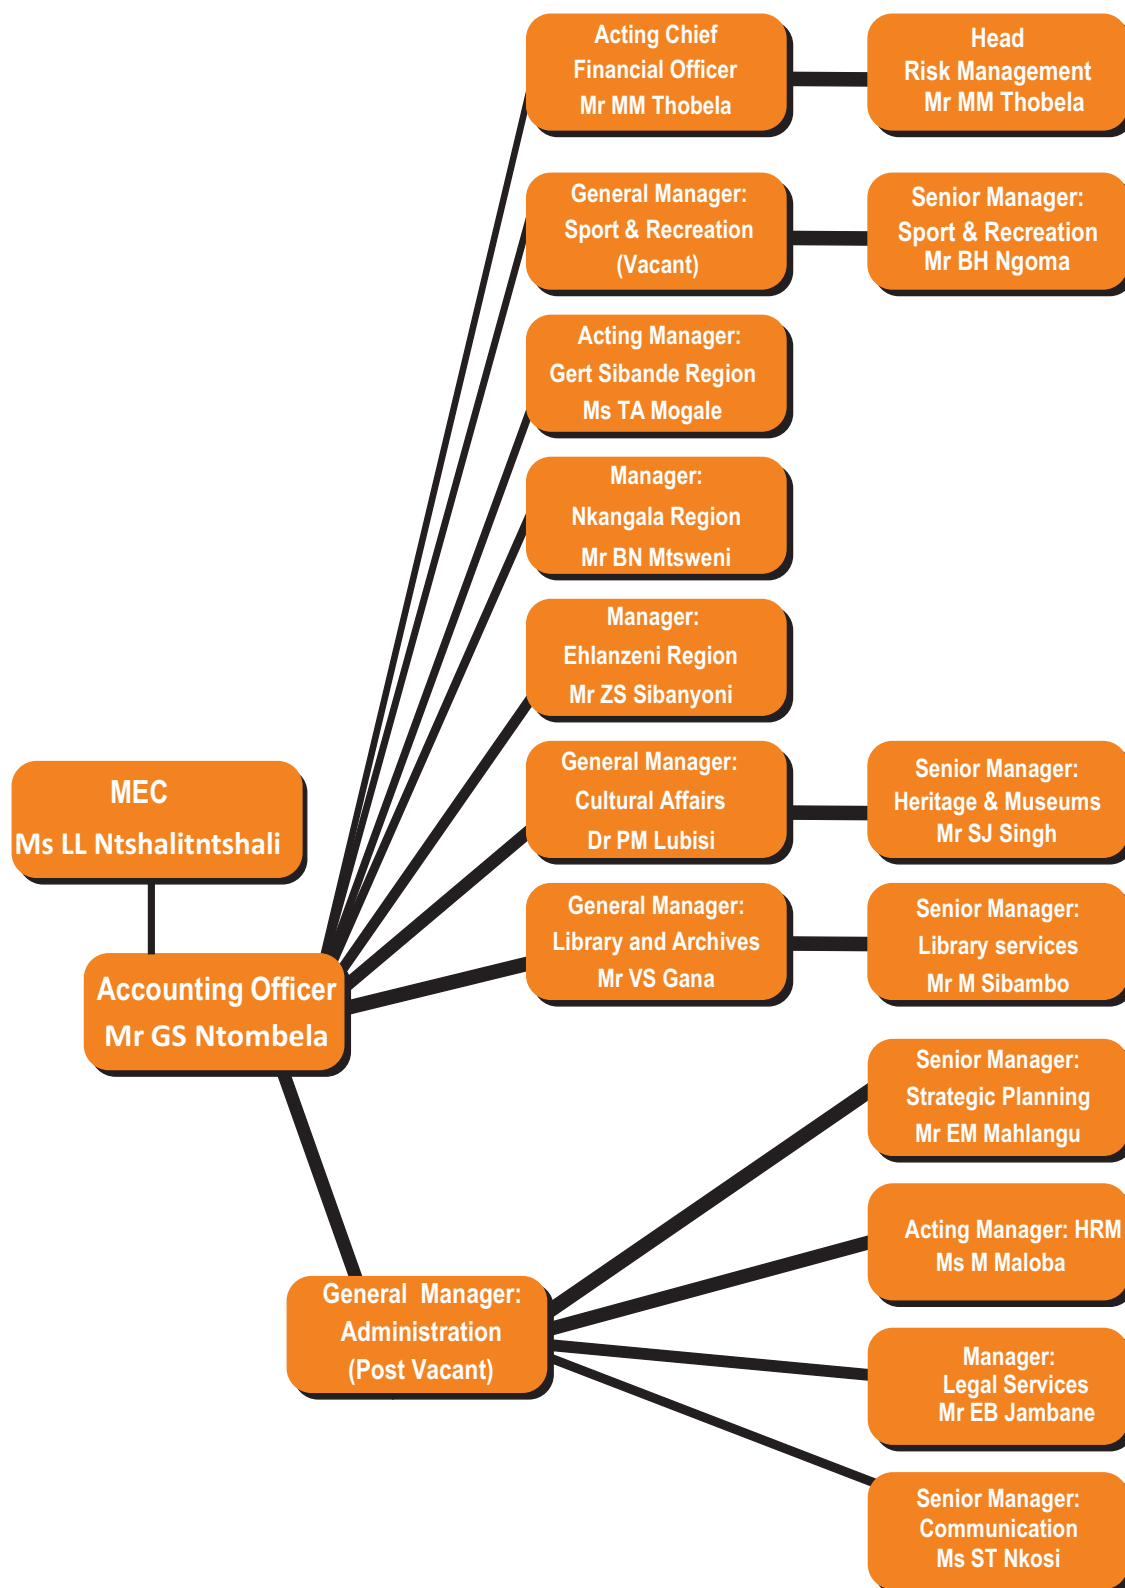 Acting Chief
Financial Officer
Mr MM Thobela
Head
Risk Management
Mr MM Thobela
General Manager:
Sport & Recreation
(Vacant)
Senior Manager:
Sport & Recreation
Mr BH Ngoma
Acting Manager:
Gert Sibande Region
Ms TA Mogale
Manager:
Nkangala Region
Mr BN Mtsweni
Manager:
Ehlanzeni Region
Mr ZS Sibanyoni
MEC
Ms LL Ntshalitntshali
General Manager:
Cultural Affairs
Dr PM Lubisi
Senior Manager:
Heritage & Museums
Mr SJ Singh
General Manager:
Library and Archives
Mr VS Gana
Senior Manager:
Library services
Mr M Sibambo
Accounting Officer
Mr GS Ntombela
Senior Manager:
Strategic Planning
Mr EM Mahlangu
Acting Manager: HRM
Ms M Maloba
General Manager:
Administration
(Post Vacant)
Manager:
Legal Services
Mr EB Jambane
Senior Manager:
Communication
Ms ST Nkosi